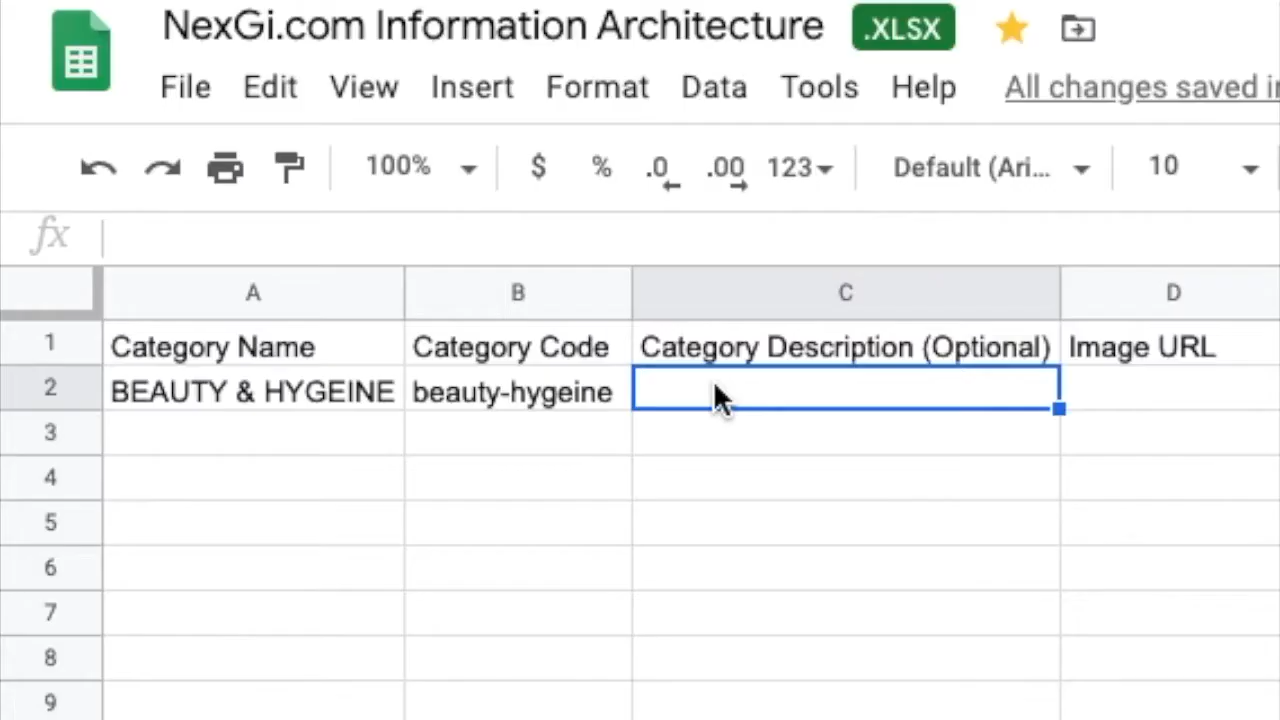 NexGi.com Information Architecture .XLSX
File Edit View Insert Format Data Tools Help All changes saved
100% $ % .0 .00 123 Default (Ari... 10
fx
A B C D
1 Category Name Category Code Category Description (Optional) Image URL
2 BEAUTY & HYGEINE beauty-hygeine
3
4
5
6
7
8
9